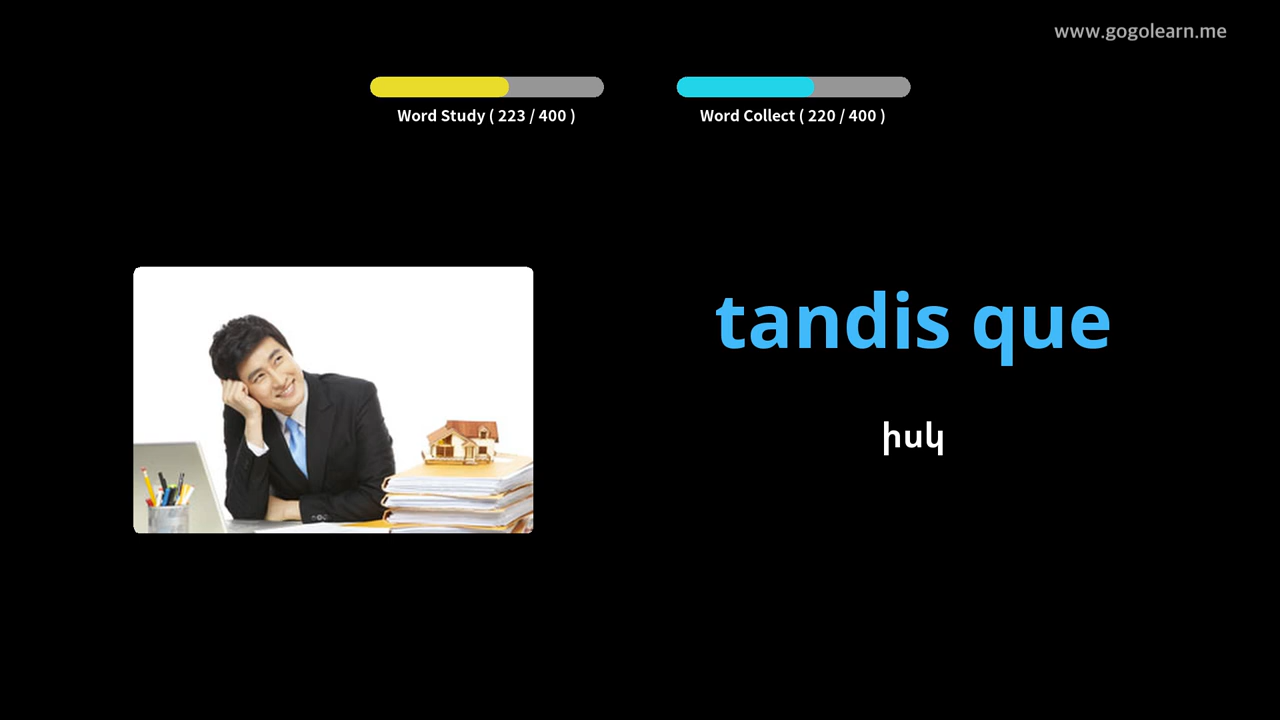 www.gogolearn.me
Word Study ( 223 / 400 )
Word Collect ( 220 / 400 )
tandis que
իսկ